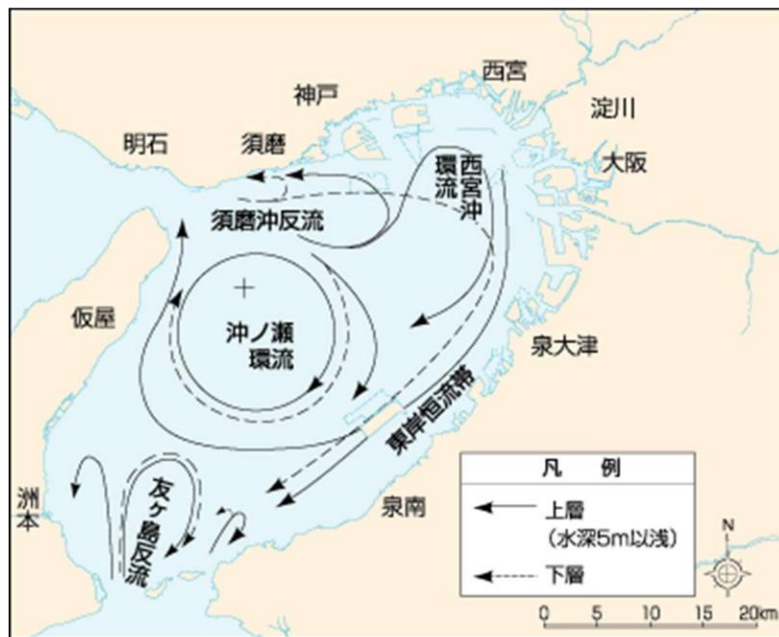 西宮
神戸
淀川
明石
須磨
大阪
西宮沖
環流
須磨沖反流
仮屋
沖ノ瀬
環流
泉大津
東岸恒流帯
洲本
友ヶ島反流
泉南
凡 例
上層
(水深5m以浅)
下層
N
0 5 10 15 20km